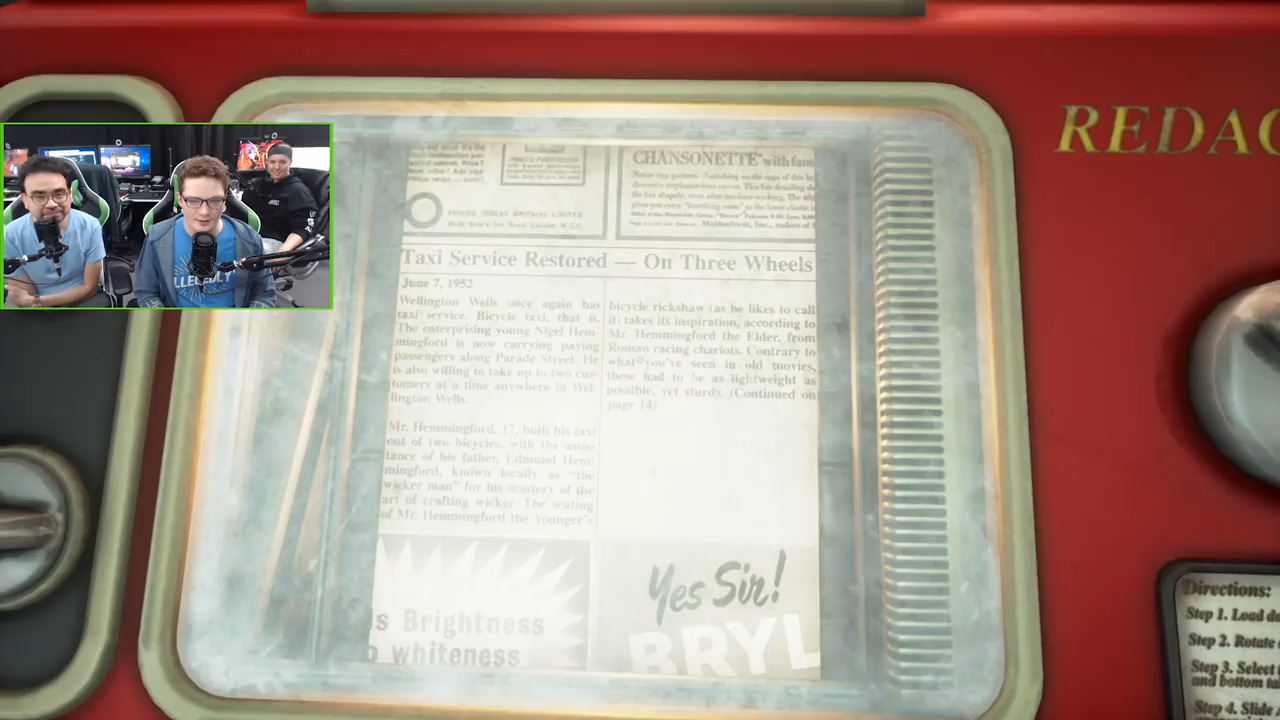 REDAC
CHANSONETTE with fam
PHILCO (GREAT BRITAIN) LIMITED
Taxi Service Restored — On Three Wheels
June 7, 1952
Wellington Wells once again has
taxi service. Bicycle taxi, that is.
The enterprising young Nigel Hem-
mingford is now carrying paying
passengers along Parade Street. He
is also willing to take up to two cus-
tomers at a time anywhere in Wel-
lington Wells.
Mr. Hemmingford, 17, built his taxi
out of two bicycles, with the assis-
tance of his father, Edmund Hem-
mingford, known locally as "the
wicker man" for his mastery of the
art of crafting wicker. The seating
of Mr. Hemmingford the Younger's
bicycle rickshaw (as he likes to call
it) takes its inspiration, according to
Mr. Hemmingford the Elder, from
Roman racing chariots. Contrary to
what you've seen in old movies,
these had to be as lightweight as
possible, yet sturdy. (Continued on
page 14)
s Brightness
o whiteness
Yes Sir!
BRYL
LLEGEDLY
Directions:
Step 1. Load d
Step 2. Rotate
Step 3. Select
and bottom ta
Step 4. Slide